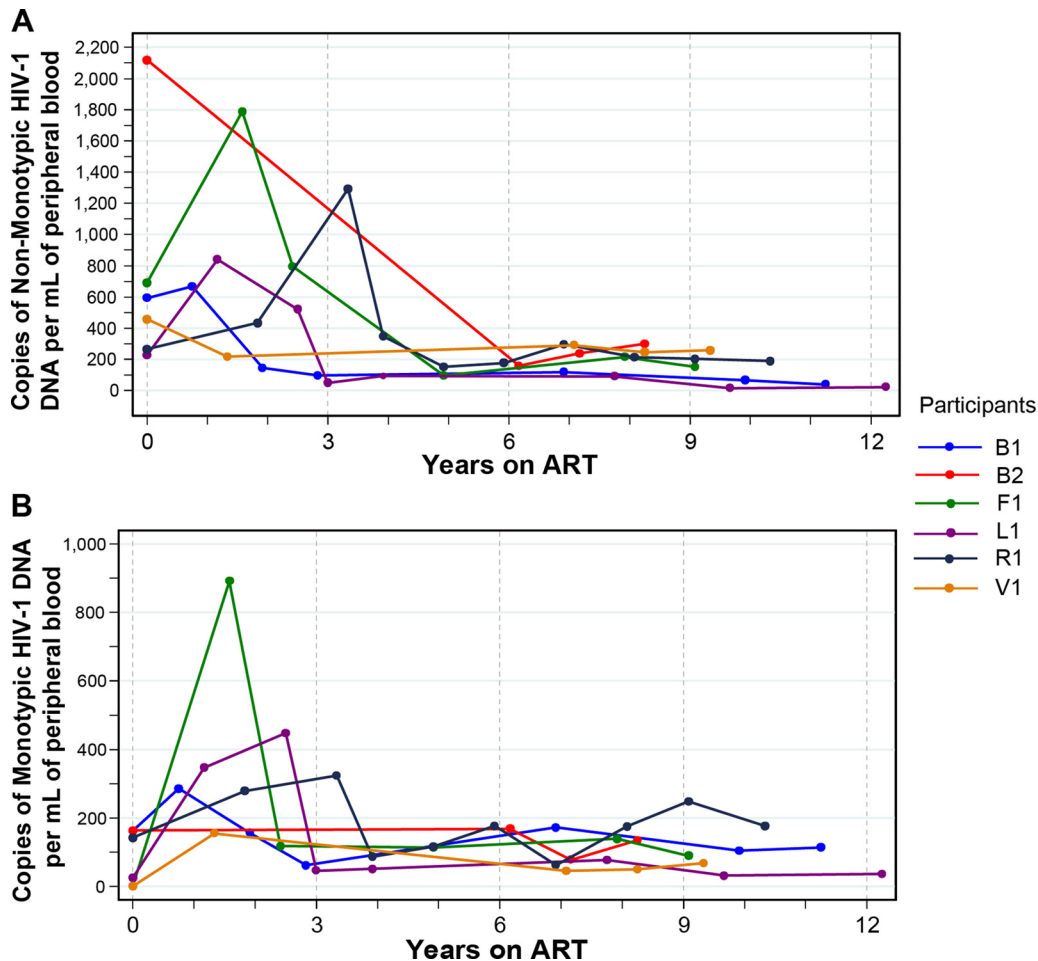 A
Copies of Non-Monotypic HIV-1
DNA per mL of peripheral blood
2,200
2,000
1,800
1,600
1,400
1,200
1,000
800
600
400
200
0
0 3 6 9 12
Years on ART
Participants
B1
B2
F1
L1
R1
V1
B
Copies of Monotypic HIV-1 DNA
per mL of peripheral blood
1,000
800
600
400
200
0
0 3 6 9 12
Years on ART